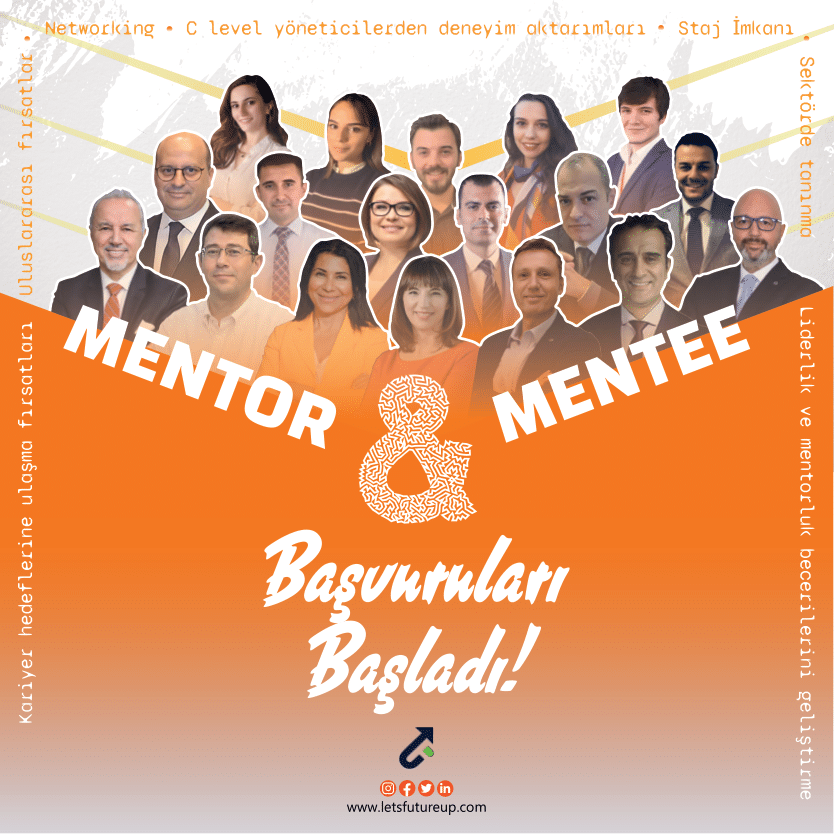 Networking • C level yöneticilerden deneyim aktarımları • Staj İmkanı
Kariyer hedeflerine ulaşma fırsatları Uluslararası fırsatlar •
• Sektörde tanınma Liderlik ve mentorluk becerilerini geliştirme
MENTOR
&
MENTEE
Başvuruları
Başladı!
www.letsfutureup.com